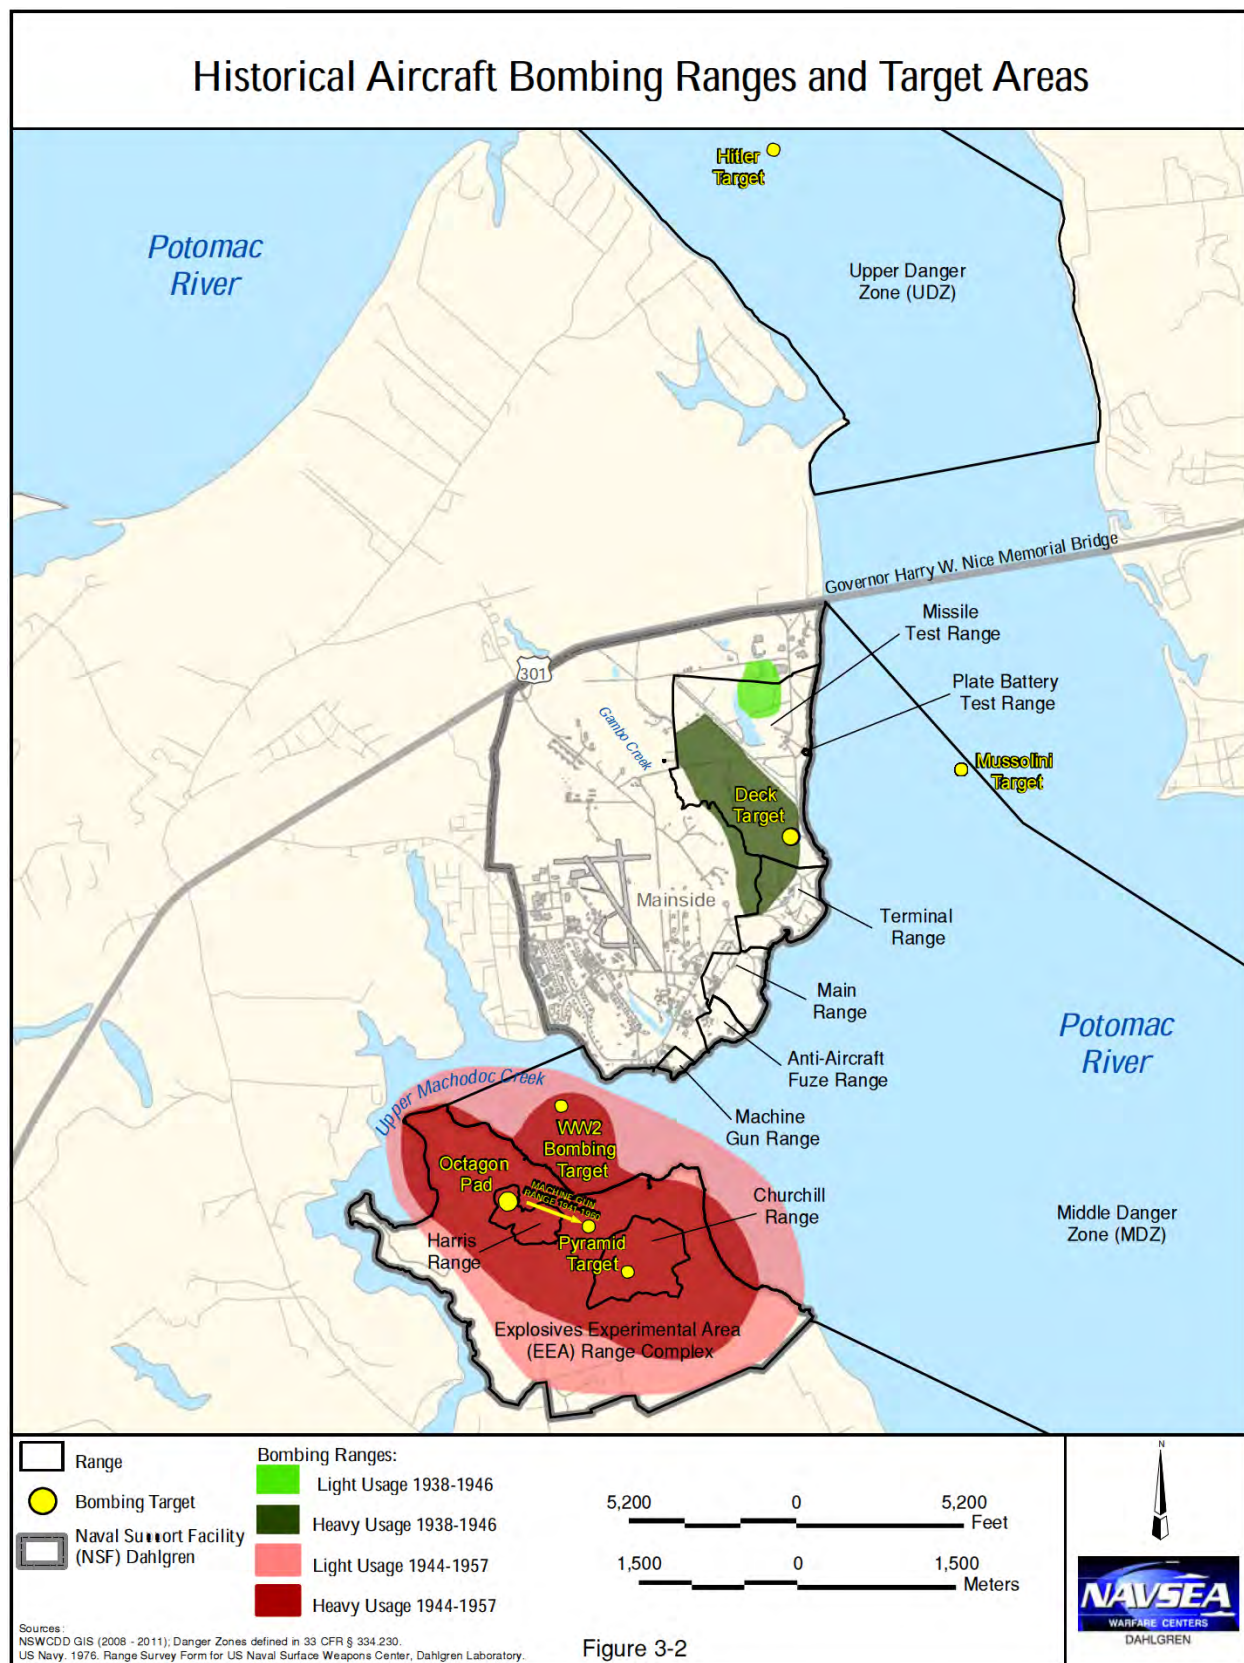 Historical Aircraft Bombing Ranges and Target Areas
Hitler
Target
Potomac
River
Upper Danger
Zone (UDZ)
Governor Harry W. Nice Memorial Bridge
Missile
Test Range
301
Plate Battery
Test Range
Gambo Creek
Mussolini
Target
Deck
Target
Mainside
Terminal
Range
Main
Range
Potomac
River
Anti-Aircraft
Fuze Range
Upper Machodoc Creek
Machine
Gun Range
WW2
Bombing
Target
Octagon
Pad
MACHINE GUN
RANGE 1941-1960
Churchill
Range
Middle Danger
Zone (MDZ)
Harris
Range
Pyramid
Target
Explosives Experimental Area
(EEA) Range Complex
Range
Bombing Target
Naval Support Facility
(NSF) Dahlgren
Bombing Ranges:
Light Usage 1938-1946
Heavy Usage 1938-1946
Light Usage 1944-1957
Heavy Usage 1944-1957
5,200 0 5,200
Feet
1,500 0 1,500
Meters
N
NAVSEA
WARFARE CENTERS
DAHLGREN
Sources:
NSWCDD GIS (2008 - 2011); Danger Zones defined in 33 CFR § 334.230.
US Navy. 1976. Range Survey Form for US Naval Surface Weapons Center, Dahlgren Laboratory.
Figure 3-2